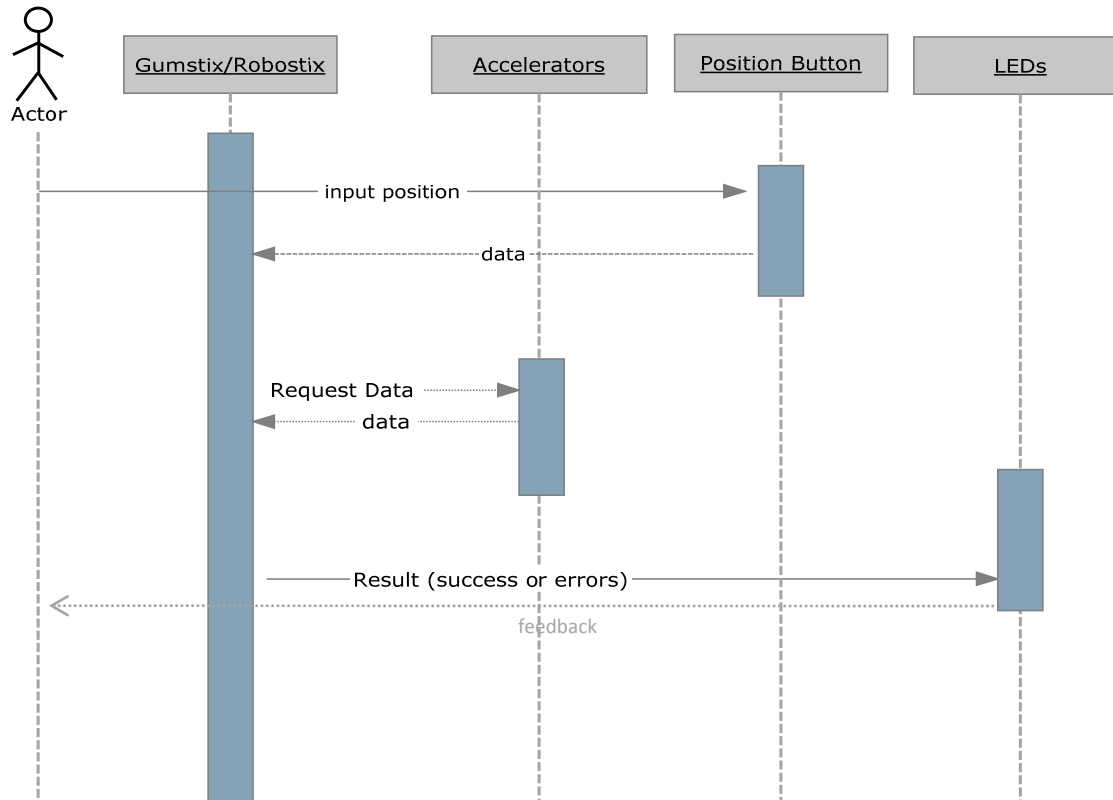 Actor
Gumstix/Robostix
Accelerators
Position Button
LEDs
input position
data
Request Data
data
Result (success or errors)
feedback